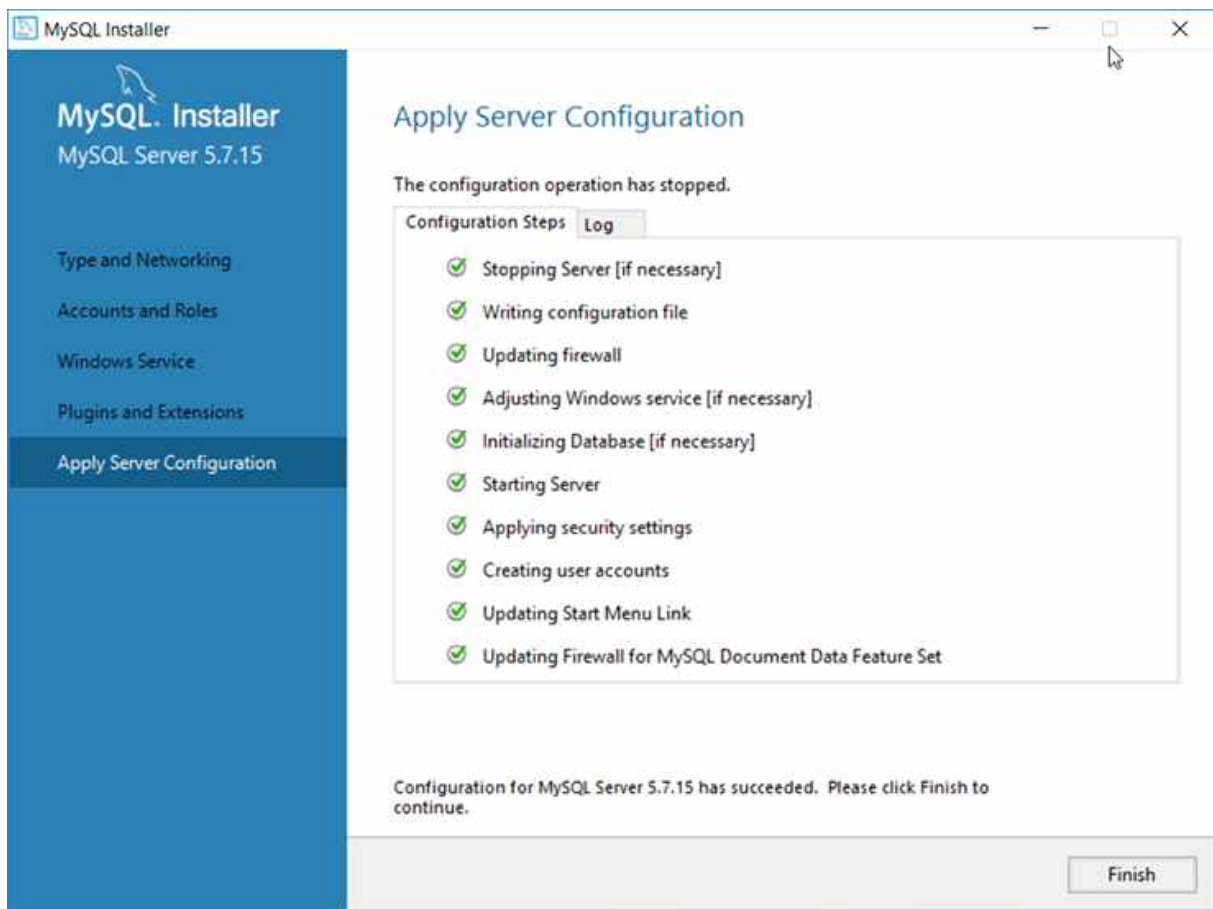 MySQL Installer
MySQL. Installer
MySQL Server 5.7.15
Type and Networking
Accounts and Roles
Windows Service
Plugins and Extensions
Apply Server Configuration
Apply Server Configuration
The configuration operation has stopped.
Configuration Steps Log
Stopping Server [if necessary]
Writing configuration file
Updating firewall
Adjusting Windows service [if necessary]
Initializing Database [if necessary]
Starting Server
Applying security settings
Creating user accounts
Updating Start Menu Link
Updating Firewall for MySQL Document Data Feature Set
Configuration for MySQL Server 5.7.15 has succeeded. Please click Finish to
continue.
Finish